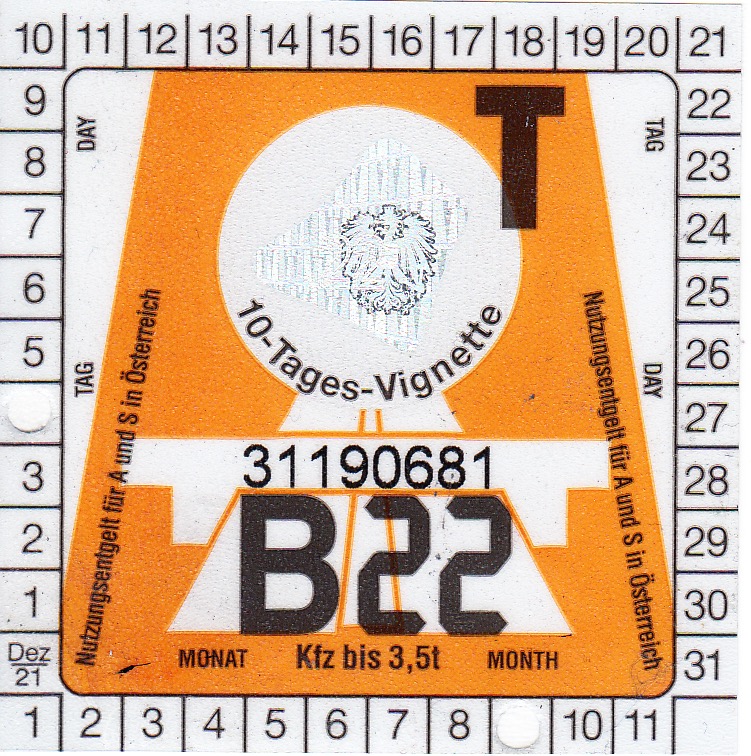 10 11 12 13 14 15 16 17 18 19 20 21
9
8
7
6
5
3
2
1
Dez
21
DAY
TAG
T
TAG
DAY
10-Tages-Vignette
Nutzungsentgelt für A und S in Österreich
Nutzungsentgelt für A und S in Österreich
31190681
B22
MONAT Kfz bis 3,5t MONTH
22
23
24
25
26
27
28
29
30
31
1 2 3 4 5 6 7 8 10 11